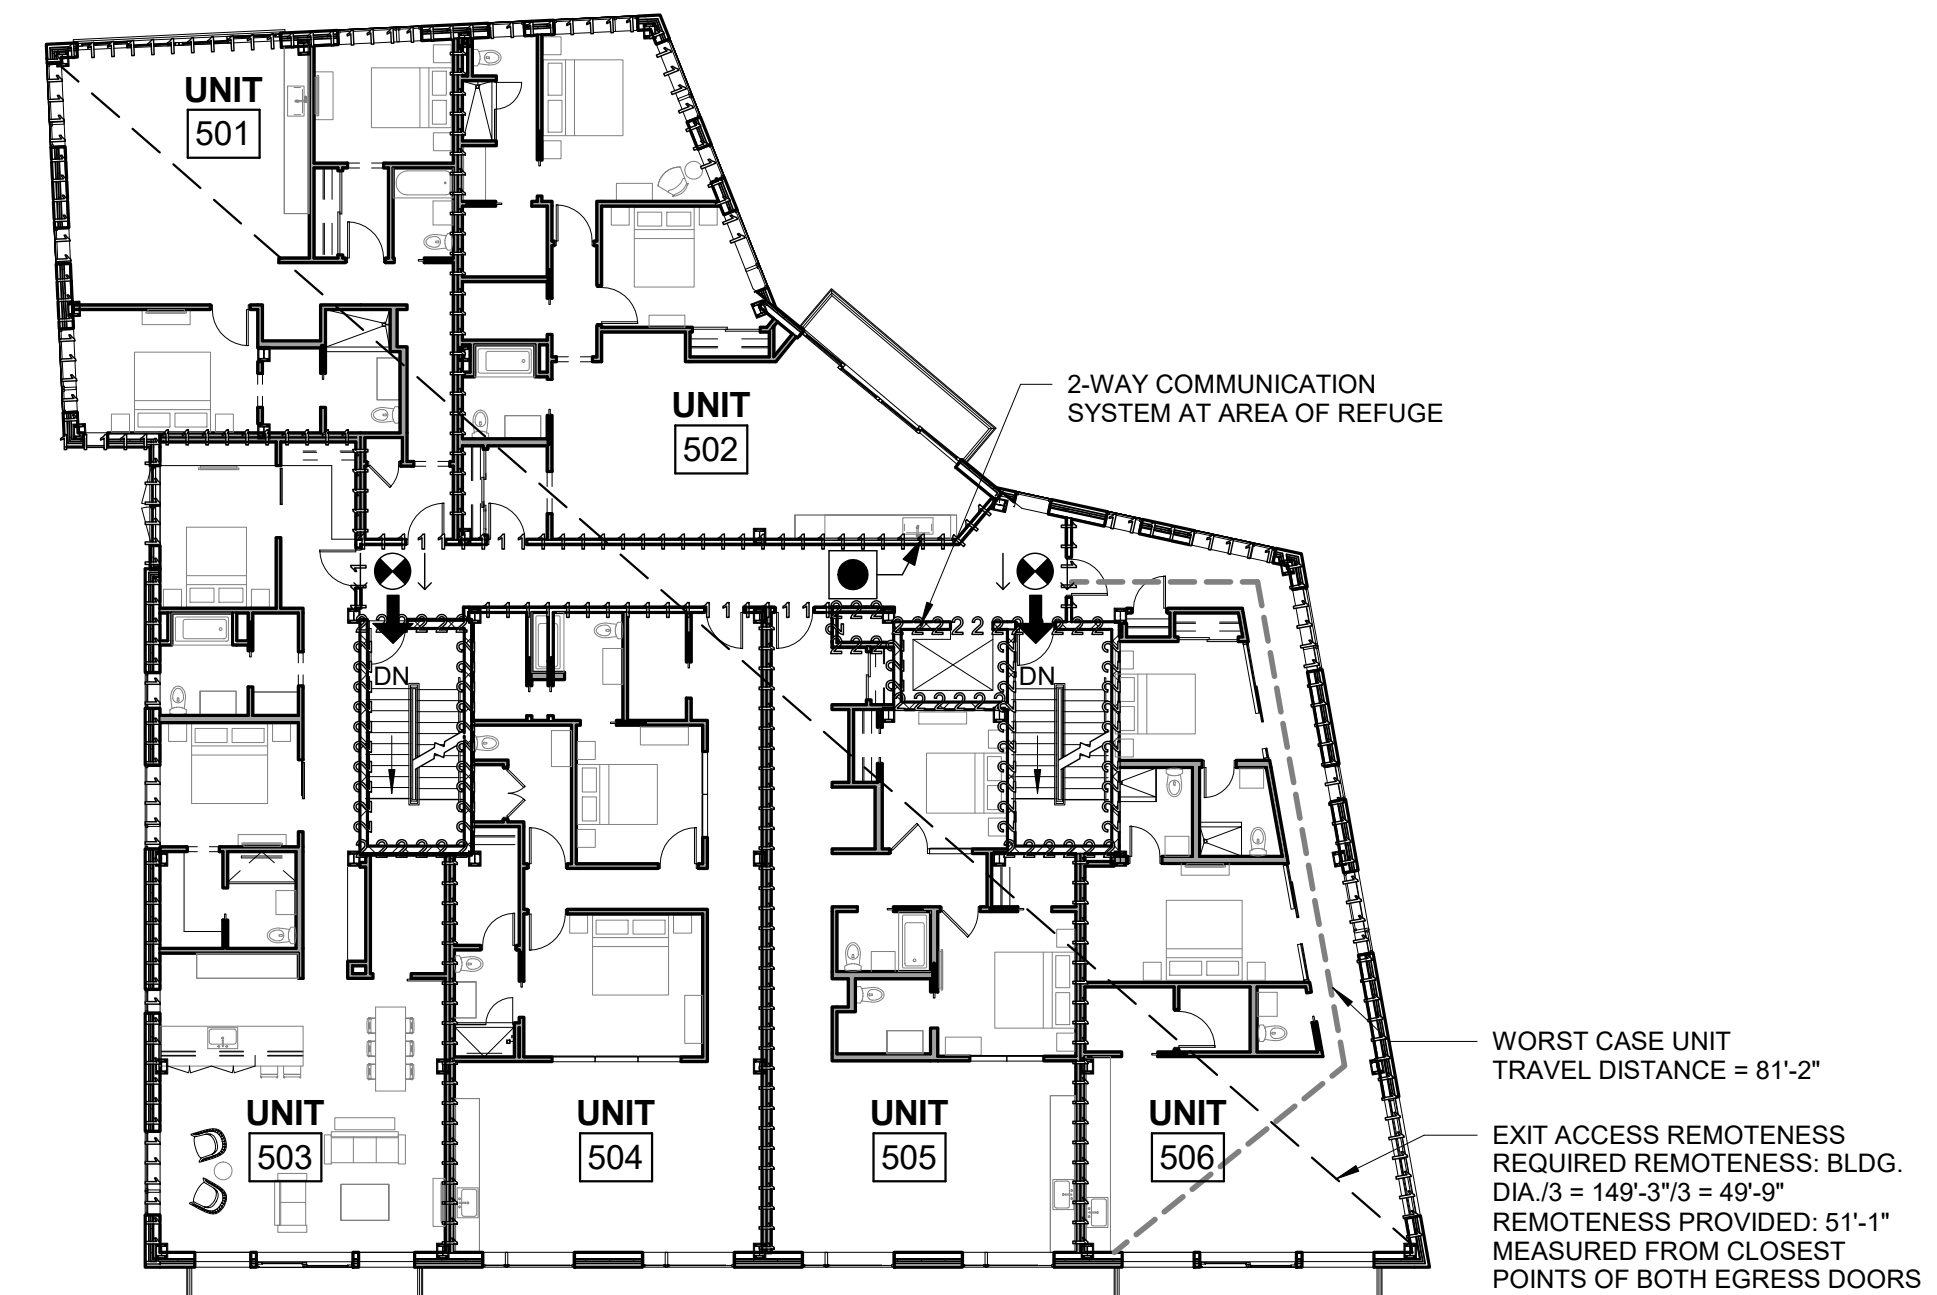 UNIT
501
UNIT
502
2-WAY COMMUNICATION
SYSTEM AT AREA OF REFUGE
DN
DN
WORST CASE UNIT
TRAVEL DISTANCE = 81'-2"
UNIT
503
UNIT
504
UNIT
505
UNIT
506
EXIT ACCESS REMOTENESS
REQUIRED REMOTENESS: BLDG.
DIA./3 = 149'-3"/3 = 49'-9"
REMOTENESS PROVIDED: 51'-1"
MEASURED FROM CLOSEST
POINTS OF BOTH EGRESS DOORS